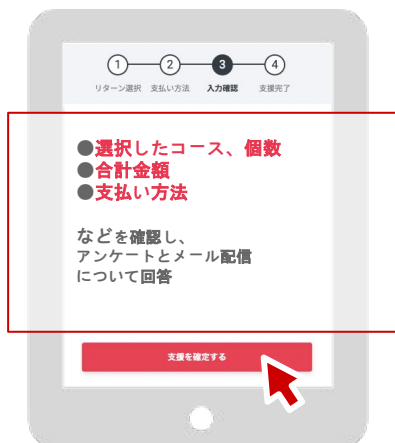 1 2 3 4
リターン選択 支払い方法 入力確認 支援完了
●選択したコース、個数
●合計金額
●支払い方法
などを確認し、
アンケートとメール配信
について回答
支援を確定する